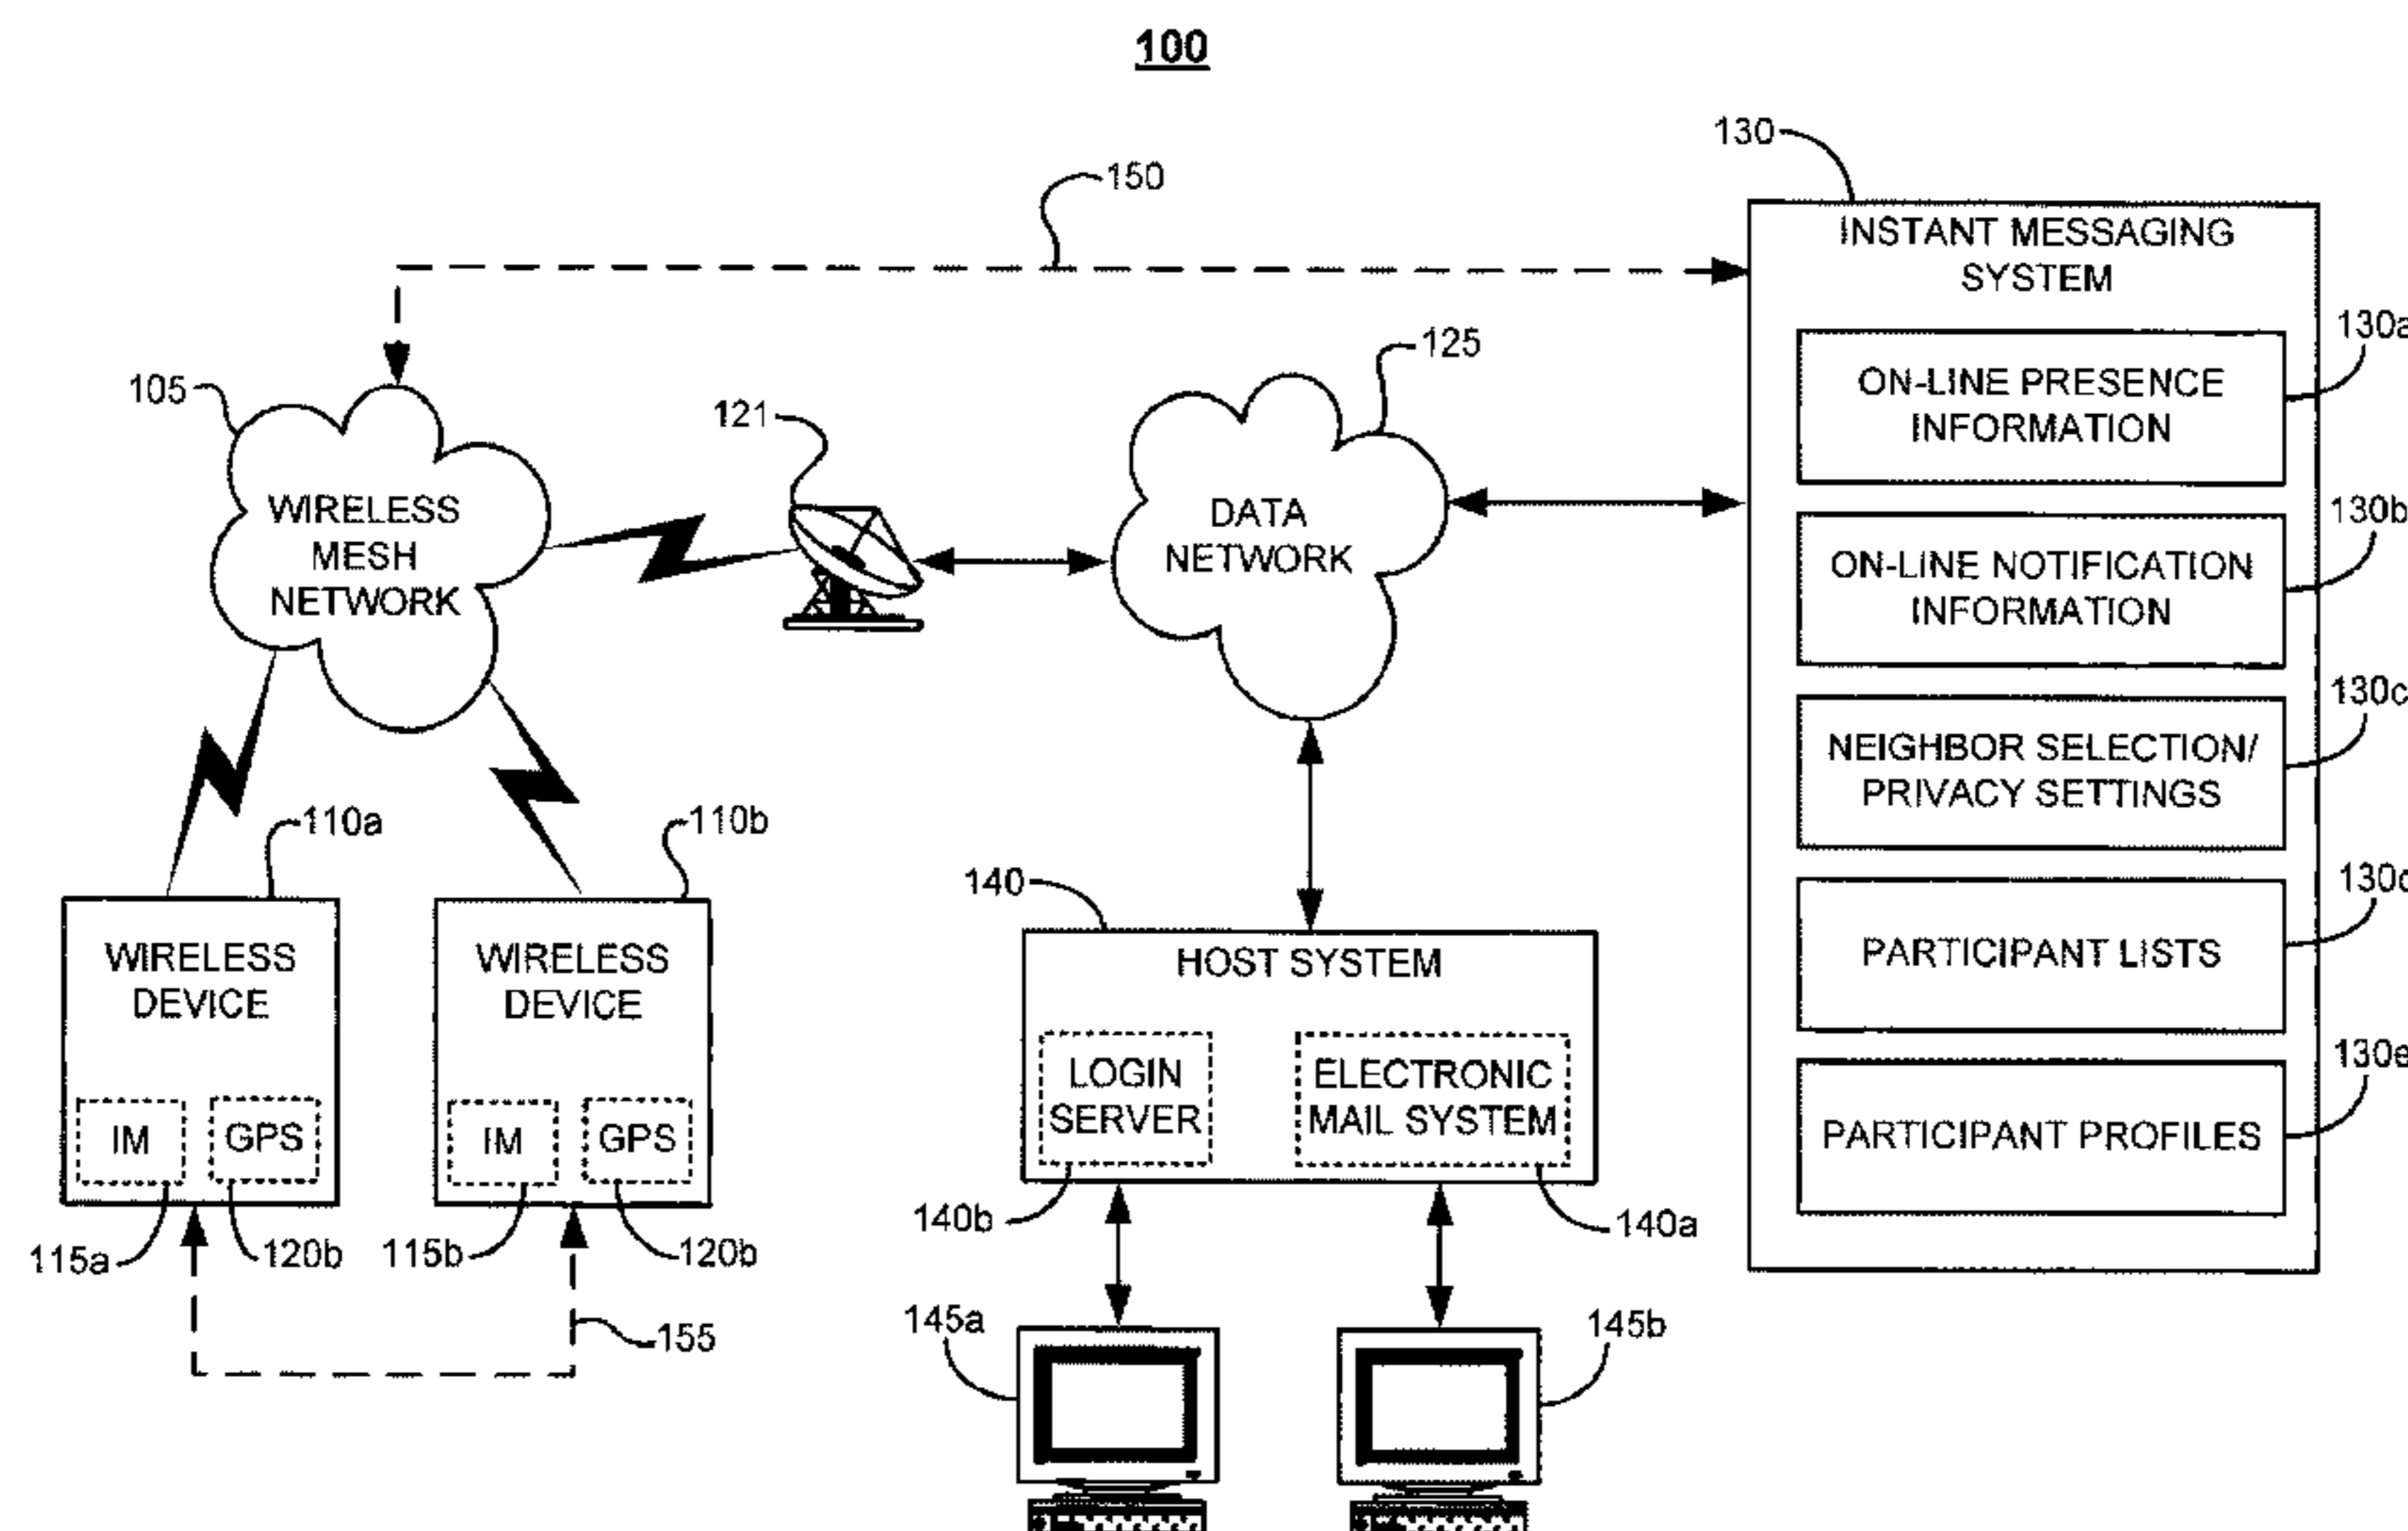 100
130
150
INSTANT MESSAGING
SYSTEM
130a
125
105
ON-LINE PRESENCE
INFORMATION
121
WIRELESS
MESH
NETWORK
DATA
NETWORK
130b
ON-LINE NOTIFICATION
INFORMATION
130c
NEIGHBOR SELECTION/
PRIVACY SETTINGS
110a
110b
140
130d
WIRELESS
DEVICE
WIRELESS
DEVICE
HOST SYSTEM
PARTICIPANT LISTS
LOGIN
SERVER
ELECTRONIC
MAIL SYSTEM
130e
IM
GPS
IM
GPS
PARTICIPANT PROFILES
115a
120b
115b
120b
140b
140a
155
145a
145b